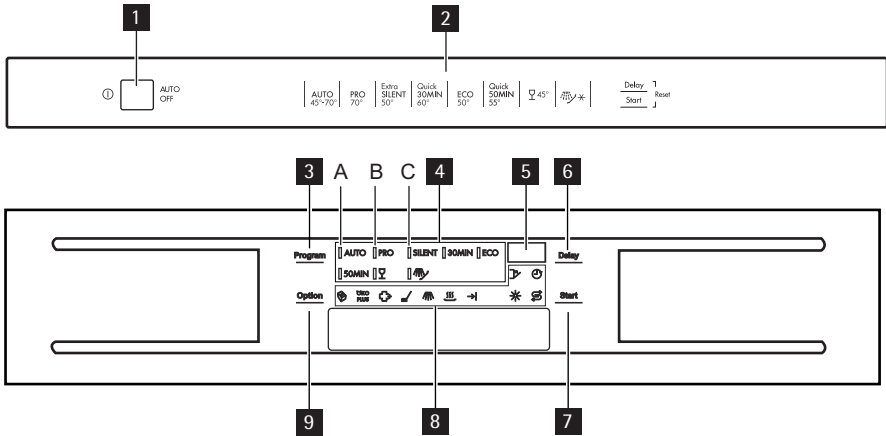 1
2
AUTO
OFF
AUTO
45°-70°
PRO
70°
Extra
SILENT
50°
Quick
30MIN
60°
ECO
50°
Quick
50MIN
55°
45°
Delay
Start
Reset
3
A
B
C
4
5
6
Program
AUTO
PRO
SILENT
30MIN
ECO
Delay
50MIN
Option
ÖKO
PLUS
Start
9
8
7